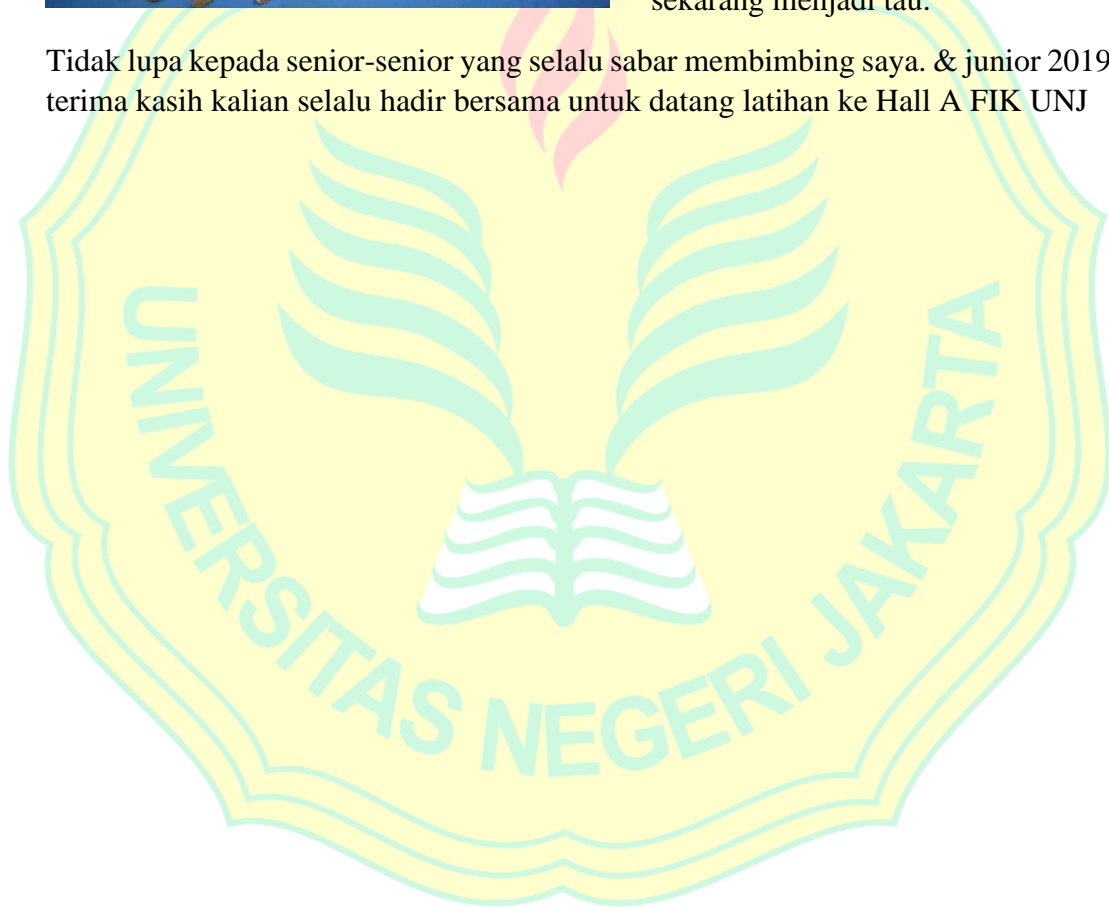 sekarang menjadi tau.
Tidak lupa kepada senior-senior yang selalu sabar membimbing saya. & junior 2019
terima kasih kalian selalu hadir bersama untuk datang latihan ke Hall A FIK UNJ
UNIVERSITAS NEGERI JAKARTA